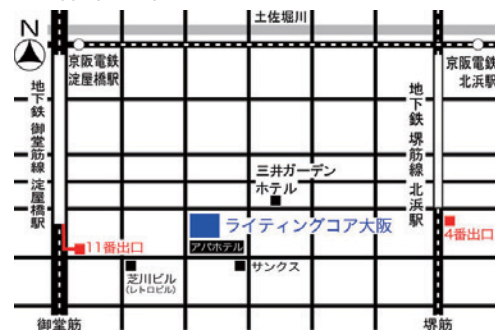 土佐堀川
N
京阪電鉄
淀屋橋駅
京阪電鉄
北浜駅
地下鉄 御堂筋線 淀屋橋駅
地下鉄 堺筋線 北浜駅
三井ガーデン
ホテル
ライティングコア大阪
アパホテル
4番出口
11番出口
芝川ビル
(レトロビル)
サンクス
御堂筋
堺筋